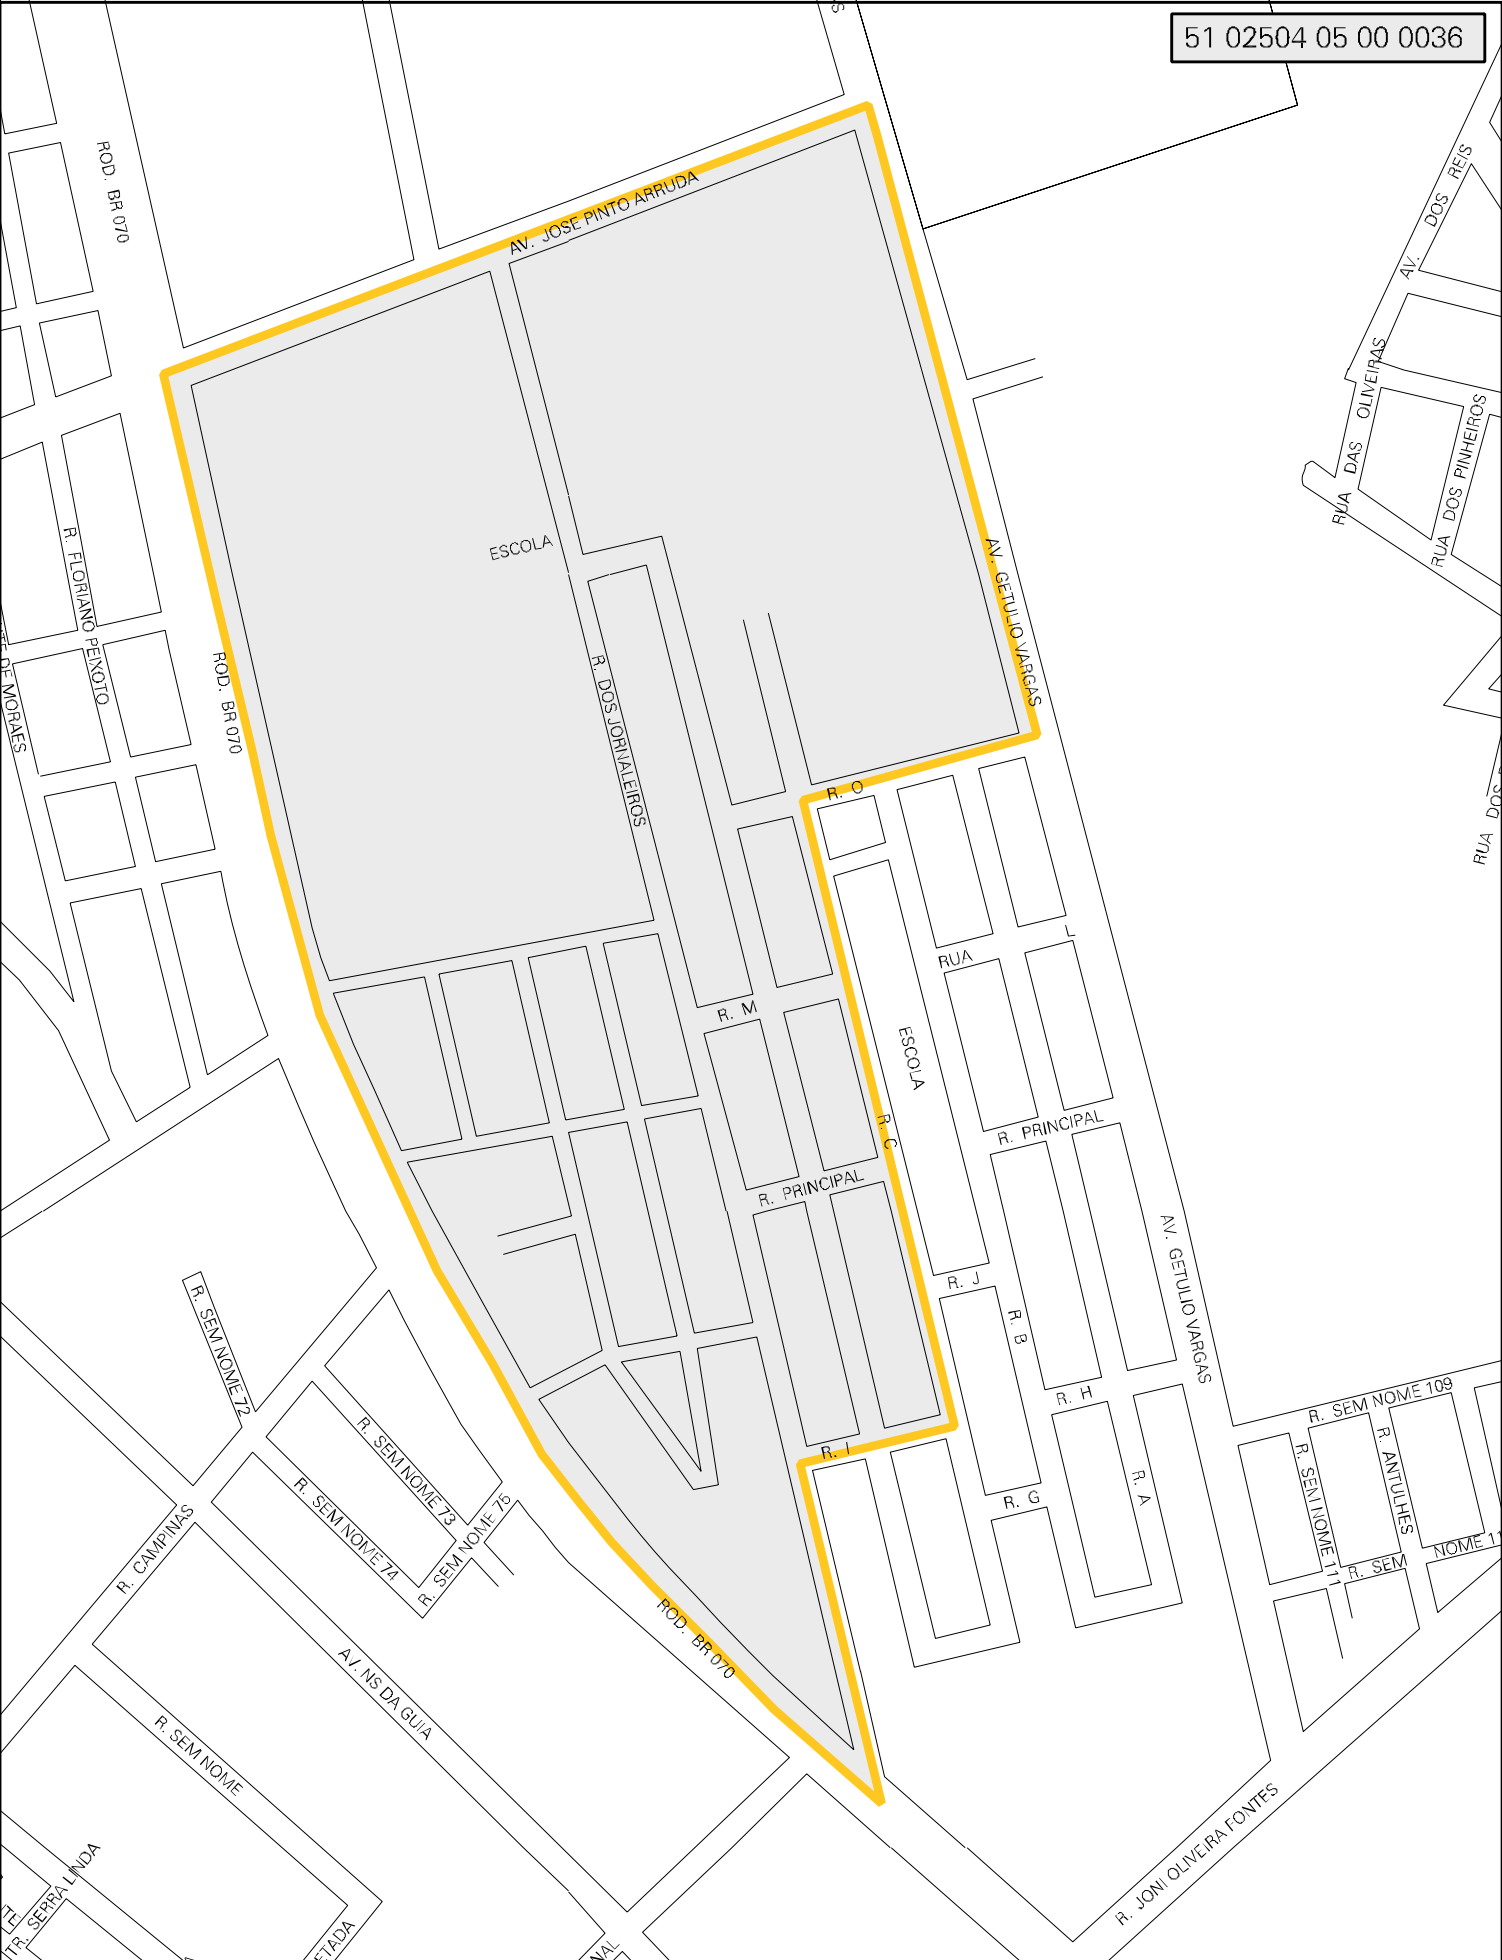 51 02504 05 00 0036
ROD. BR 070
AV. JOSE PINTO ARRUDA
AV. DOS REIS
RUA DAS OLIVEIRAS
RUA DOS PINHEIROS
ESCOLA
R. FLORIANO PEIXOTO
DE MORAES
ROD. BR 070
R. DOS JORNALEIROS
AV. GETULIO VARGAS
R. O
RUA DOS
RUA L
R. M
ESCOLA
R. C
R. PRINCIPAL
R. PRINCIPAL
R. J
R. B
AV. GETULIO VARGAS
R. SEM NOME 72
R. H
R. SEM NOME 109
R. SEM NOME 73
R. I
R. ANTULHES
R. SEM NOME 74
R. SEM NOME 75
R. G
R. A
R. SEM NOME 111
R. CAMPINAS
R. SEM NOME 11
ROD. BR 070
AV. NS DA GUIA
R. SEM NOME
R. JONI OLIVEIRA FONTES
TR. SERRA LINDA
ETADA
NAL